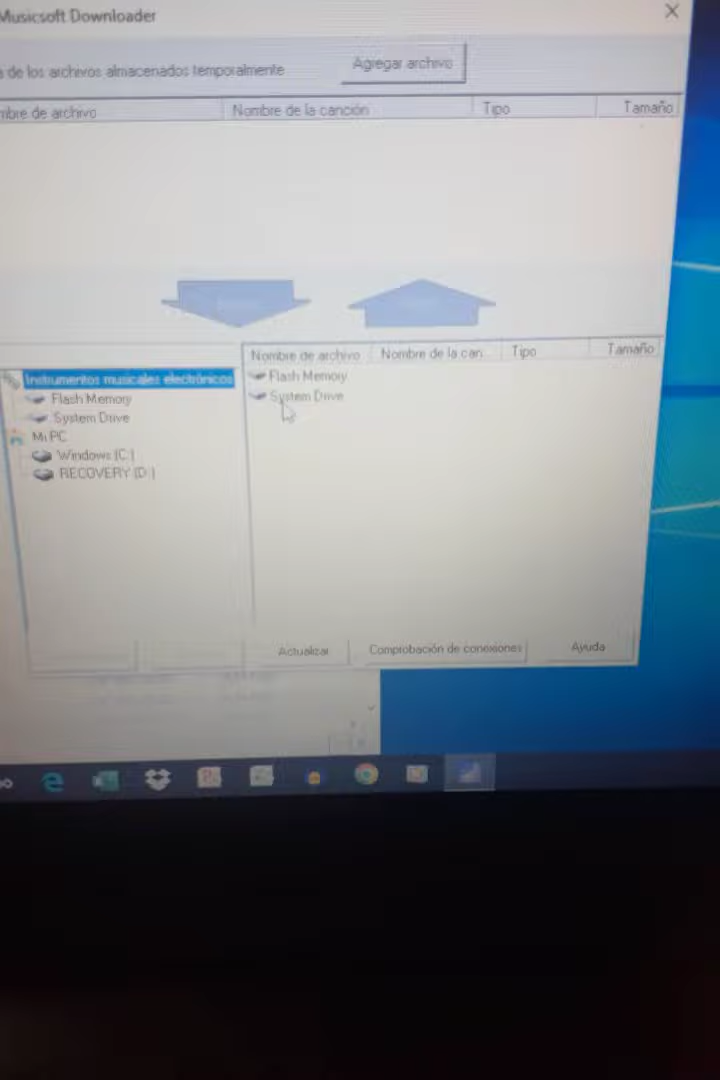 Musicsoft Downloader
a de los archivos almacenados temporalmente
Agregar archivo
mbre de archivo Nombre de la canción Tipo Tamaño
Nombre de archivo Nombre de la can Tipo Tamaño
Instrumentos musicales electrónicos
Flash Memory
System Drive
Mi PC
Windows (C:)
RECOVERY (D:)
Flash Memory
System Drive
Actualizar Comprobación de conexiones Ayuda